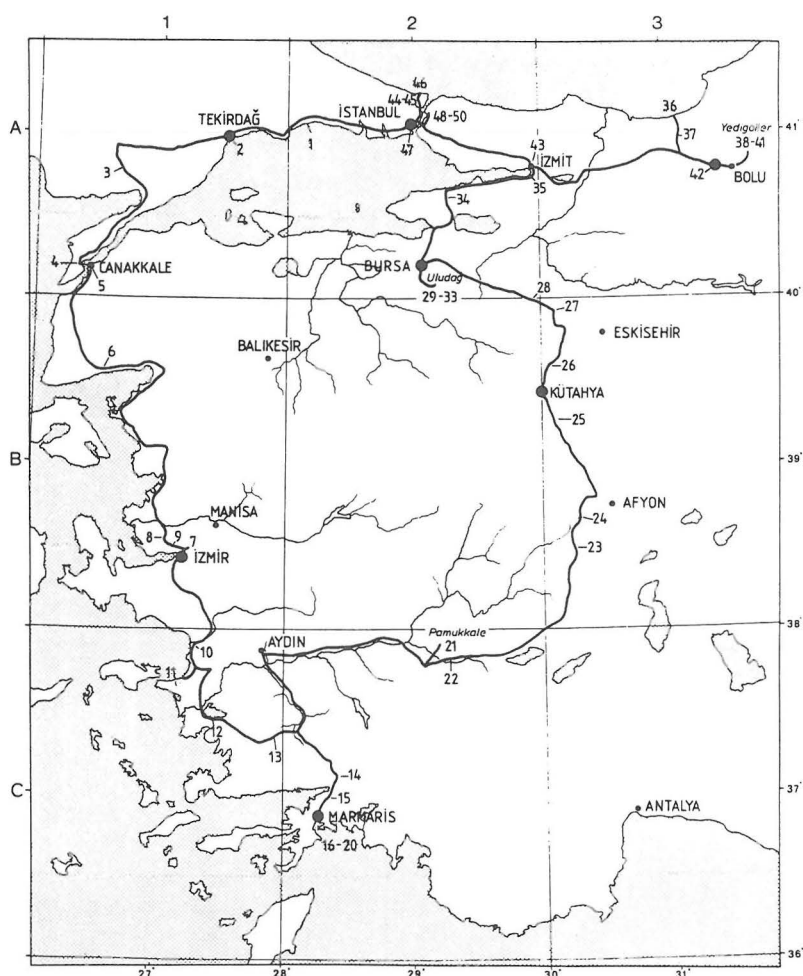 1 2 3
A
B
C
46
44-45
48-50
36
TEKİRDAĞ
İSTANBUL
2
1
47
43
İZMİT
37
Yedigöller
38-41
42
BOLU
3
35
34
8
4
ÇANAKKALE
5
BURSA
Uludağ
29-33
28
40°
27
ESKİSEHİR
BALIKESİR
6
26
KÜTAHYA
25
39°
AFYON
24
MANİSA
8 9 7
23
İZMİR
38°
Pamukkale
AYDIN
21
10
22
11
12
13
14
37°
15
ANTALYA
MARMARİS
16-20
36°
27° 28° 29° 30° 31°